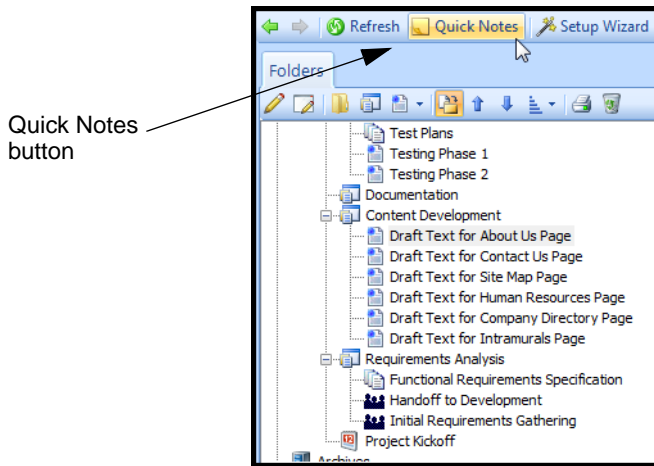 Refresh Quick Notes Setup Wizard
Folders
Quick Notes
button
Test Plans
Testing Phase 1
Testing Phase 2
Documentation
Content Development
Draft Text for About Us Page
Draft Text for Contact Us Page
Draft Text for Site Map Page
Draft Text for Human Resources Page
Draft Text for Company Directory Page
Draft Text for Intramurals Page
Requirements Analysis
Functional Requirements Specification
Handoff to Development
Initial Requirements Gathering
12 Project Kickoff
Archives